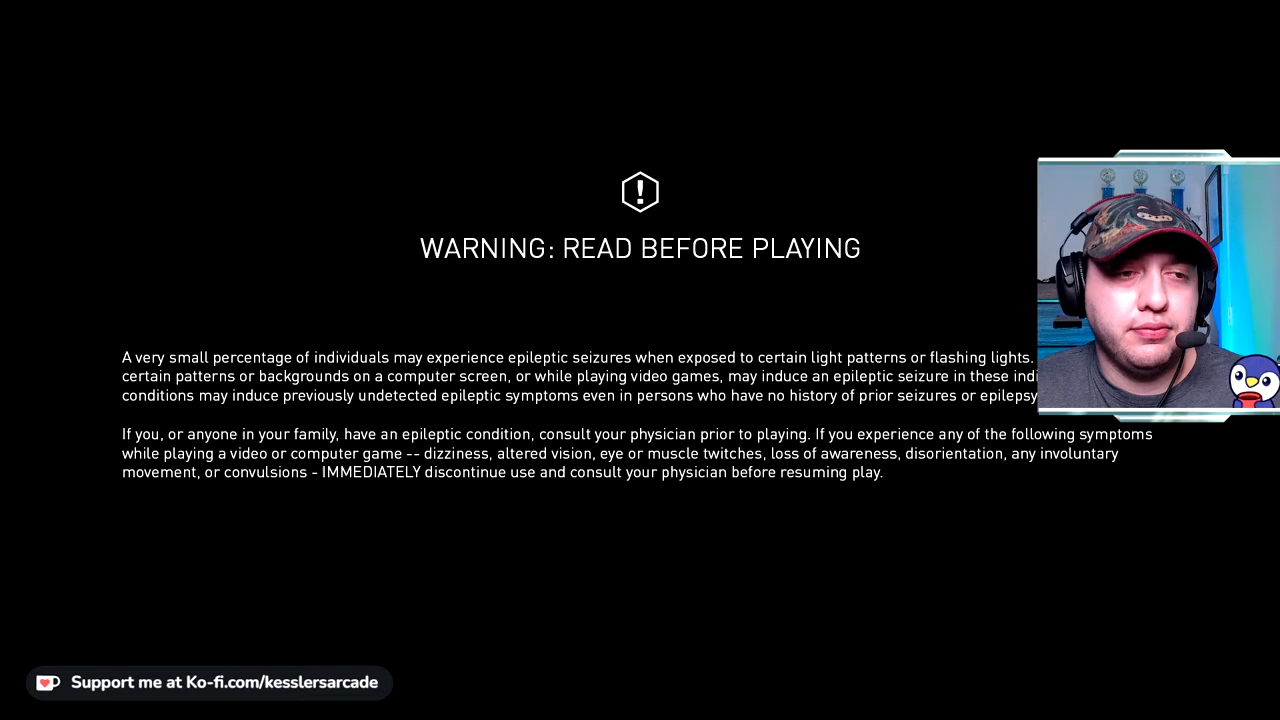 WARNING: READ BEFORE PLAYING
A very small percentage of individuals may experience epileptic seizures when exposed to certain light patterns or flashing lights.
certain patterns or backgrounds on a computer screen, or while playing video games, may induce an epileptic seizure in these indi
conditions may induce previously undetected epileptic symptoms even in persons who have no history of prior seizures or epilepsy
If you, or anyone in your family, have an epileptic condition, consult your physician prior to playing. If you experience any of the following symptoms
while playing a video or computer game -- dizziness, altered vision, eye or muscle twitches, loss of awareness, disorientation, any involuntary
movement, or convulsions - IMMEDIATELY discontinue use and consult your physician before resuming play.
Support me at Ko-fi.com/kesslersarcade